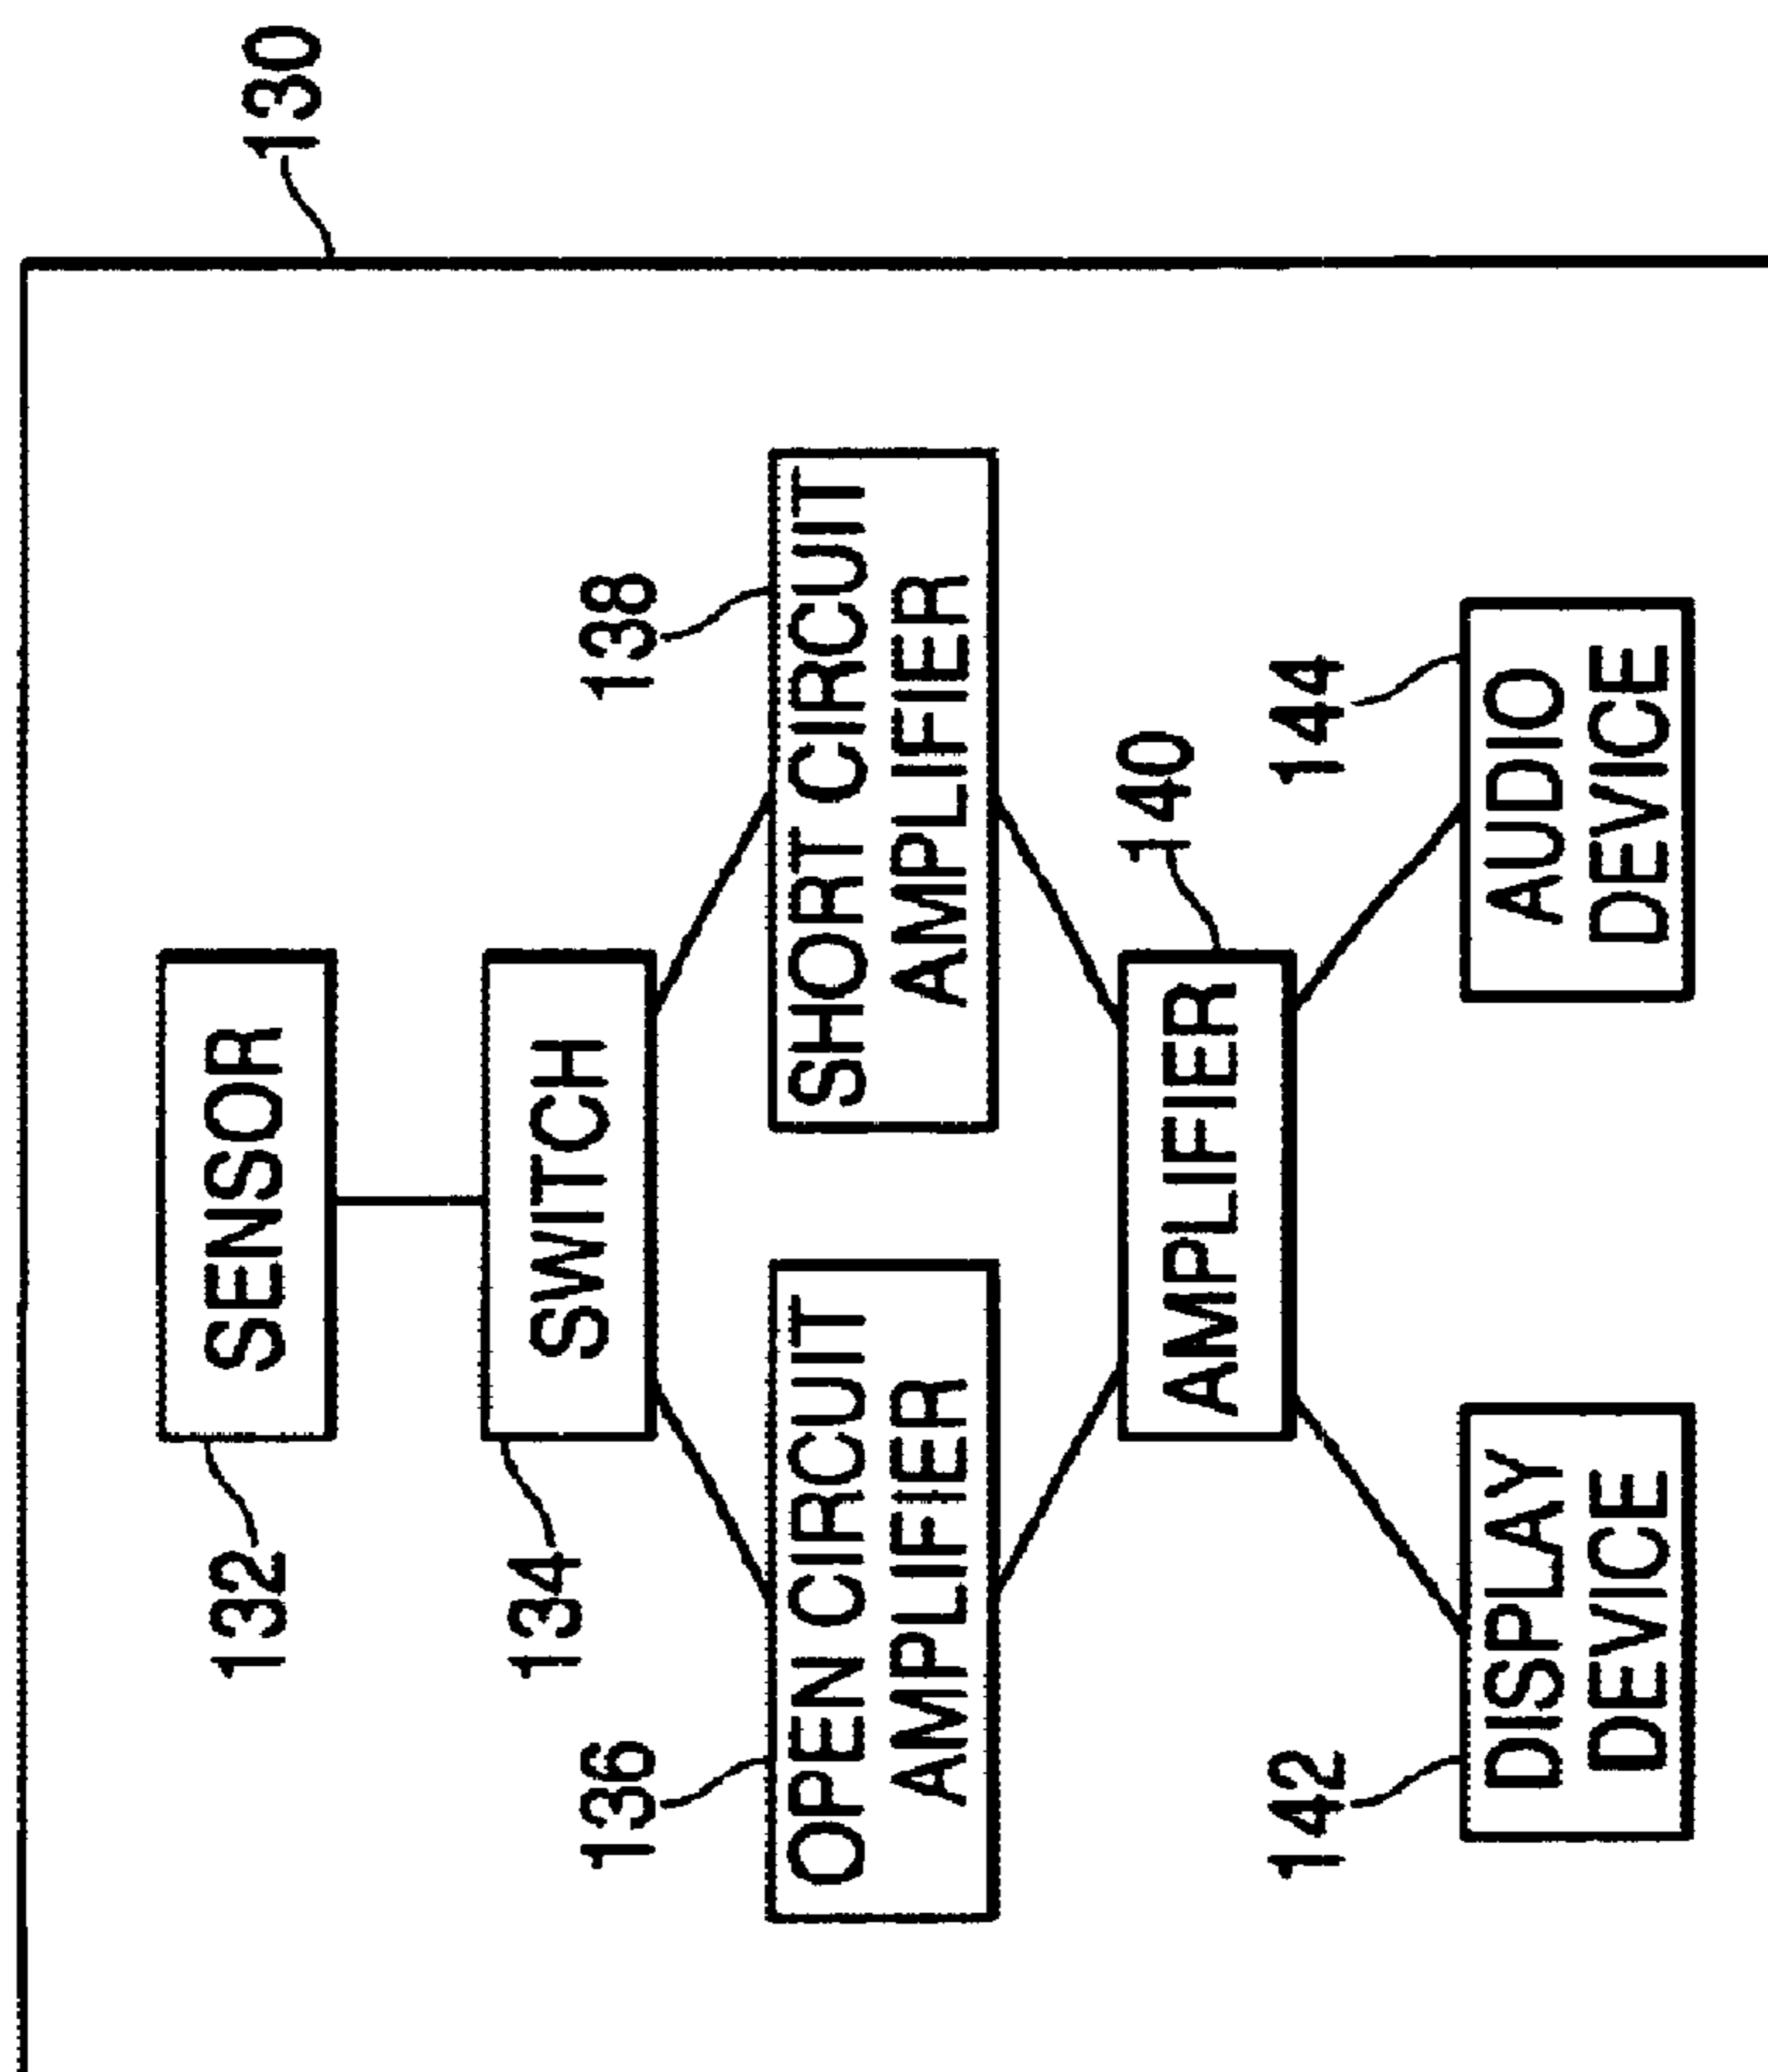 130
132
SENSOR
134
SWITCH
136
OPEN CIRCUIT
AMPLIFIER
138
SHORT CIRCUIT
AMPLIFIER
140
AMPLIFIER
142
DISPLAY
DEVICE
144
AUDIO
DEVICE